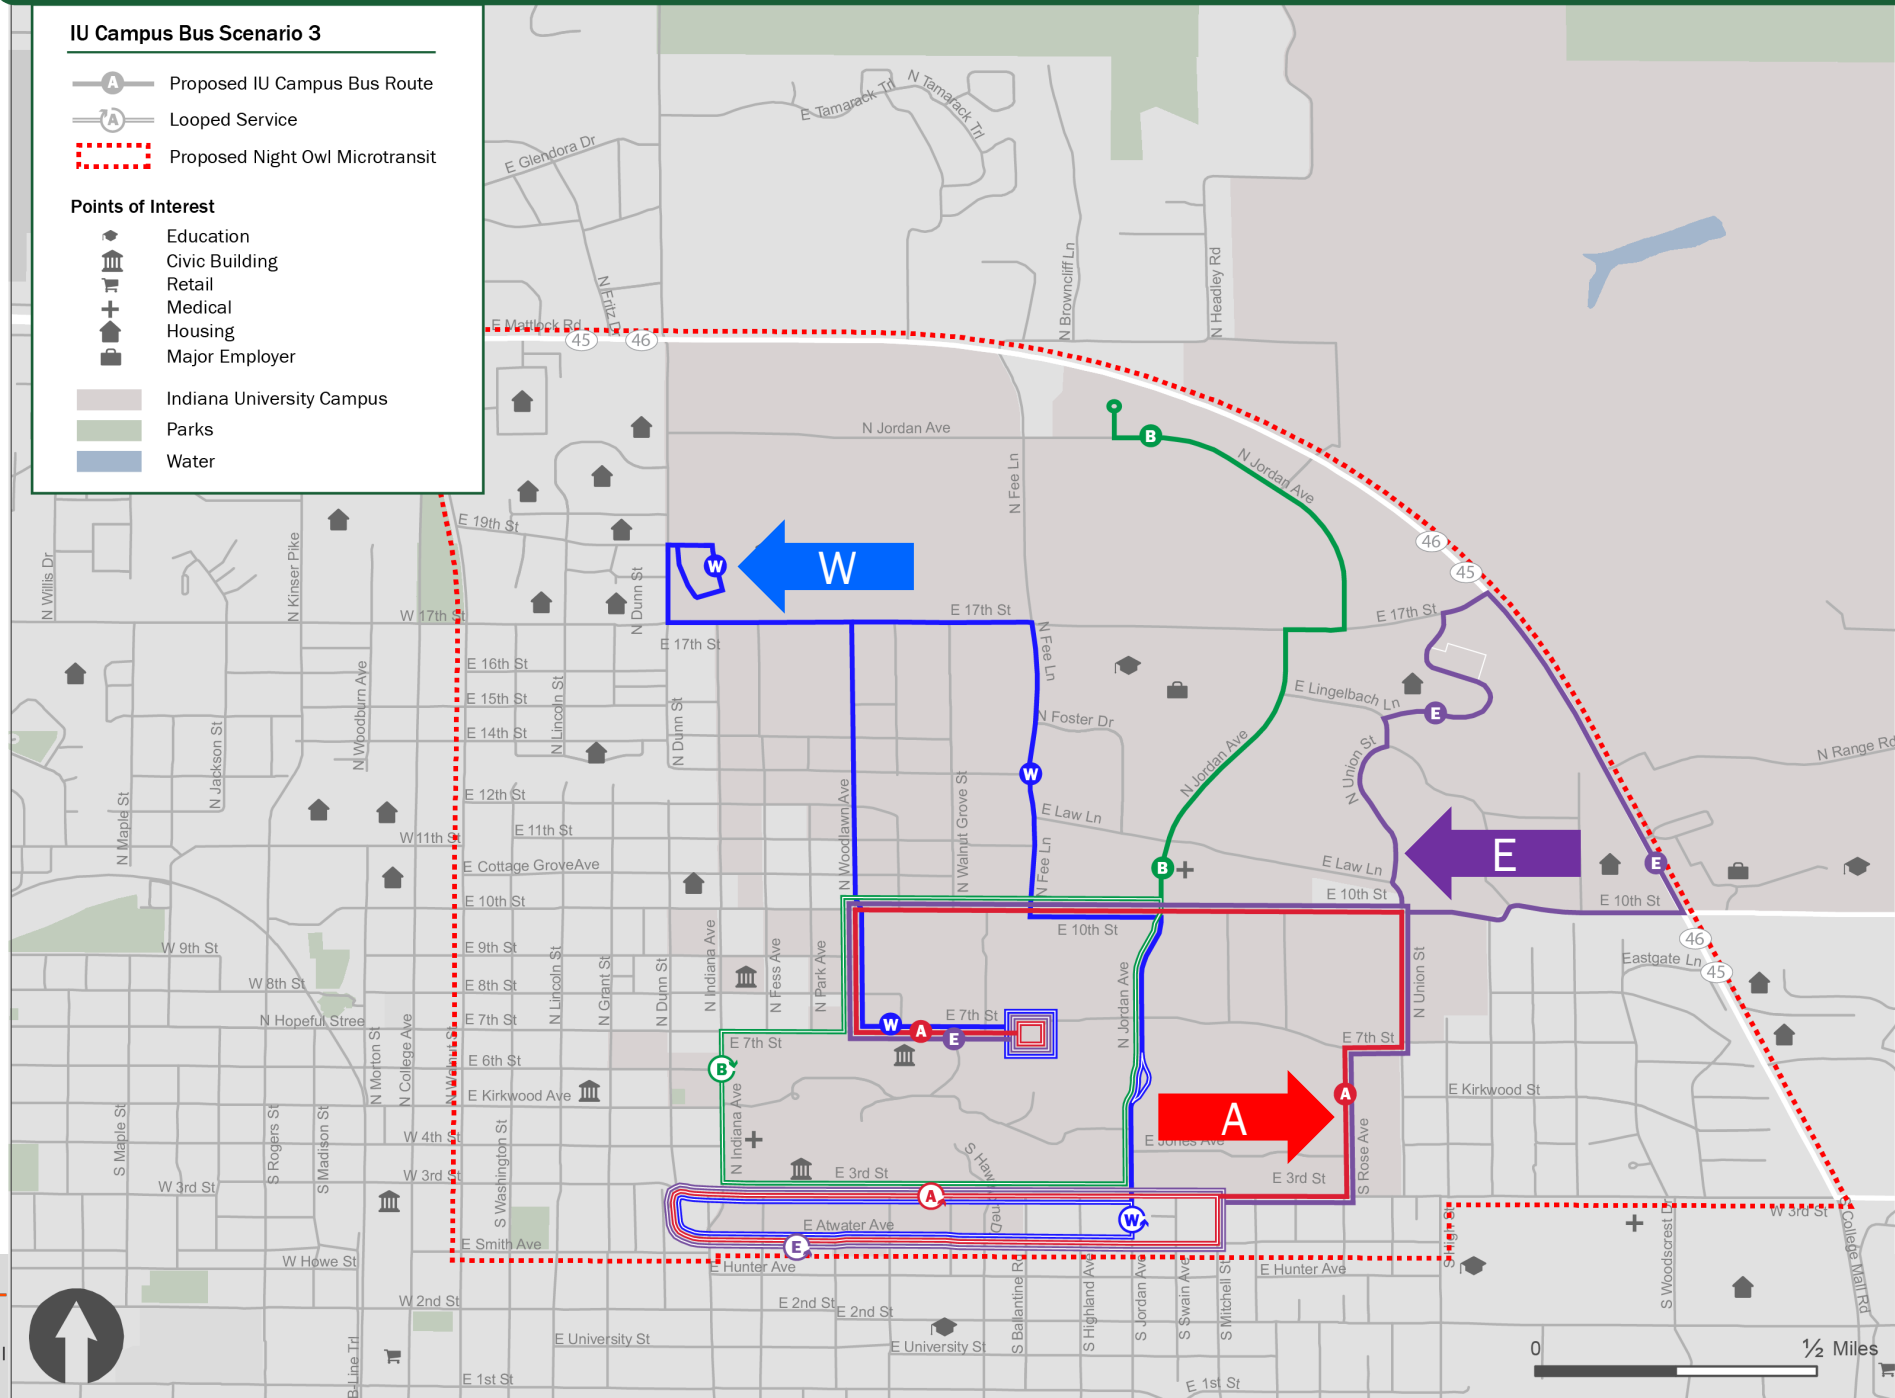 IU Campus Bus Scenario 3
A Proposed IU Campus Bus Route
A Looped Service
Proposed Night Owl Microtransit
Points of Interest
Education
Civic Building
Retail
Medical
Housing
Major Employer
Indiana University Campus
Parks
Water
E Tamarack Trl
N Tamarack Trl
E Glendora Dr
N Fritz Dr
N Browncliff Ln
N Headley Rd
E Matlock Rd
45
46
N Jordan Ave
B
N Jordan Ave
N Fee Ln
E 19th St
46
45
W
W
N Willis Dr
N Kinser Pike
N Dunn St
W 17th St
E 17th St
E 17th St
E 17th St
N Fee Ln
E 16th St
E 15th St
E 14th St
N Woodburn Ave
N Lincoln St
N Dunn St
N Jackson St
E Lingelbach Ln
E
N Foster Dr
N Jordan Ave
N Union St
N Range Rd
W
E 12th St
E 11th St
W 11th St
N Maple St
E Cottage GroveAve
N Woodlawn Ave
N Walnut Grove St
E Law Ln
N Fee Ln
B
E Law Ln
E
E
E 10th St
E 10th St
E 10th St
E 10th St
W 9th St
E 9th St
46
Eastgate Ln
45
W 8th St
E 8th St
N Lincoln St
N Grant St
N Dunn St
N Indiana Ave
N Fess Ave
N Park Ave
N Jordan Ave
N Union St
N Hopeful Stree
E 7th St
W
A
E
E 7th St
E 7th St
E 7th St
N Morton St
N College Ave
N Walnut St
E 6th St
B
E Kirkwood Ave
E Kirkwood St
N Indiana Ave
A
A
E Jones Ave
S Maple St
S Rogers St
S Madison St
W 4th St
S Washington St
W 3rd St
W 3rd St
E 3rd St
E 3rd St
S Rose Ave
A
W
E Atwater Ave
E
E Smith Ave
W 3rd St
S High St
S Woodscrest Dr
College Mall Rd
W Howe St
E Hunter Ave
E Hunter Ave
W 2nd St
E 2nd St
E 2nd St
S Ballantine Rd
S Highland Ave
S Jordan Ave
S Swain Ave
S Mitchell St
E University St
E University St
B-Line Trl
E 1st St
E 1st St
0
½ Miles